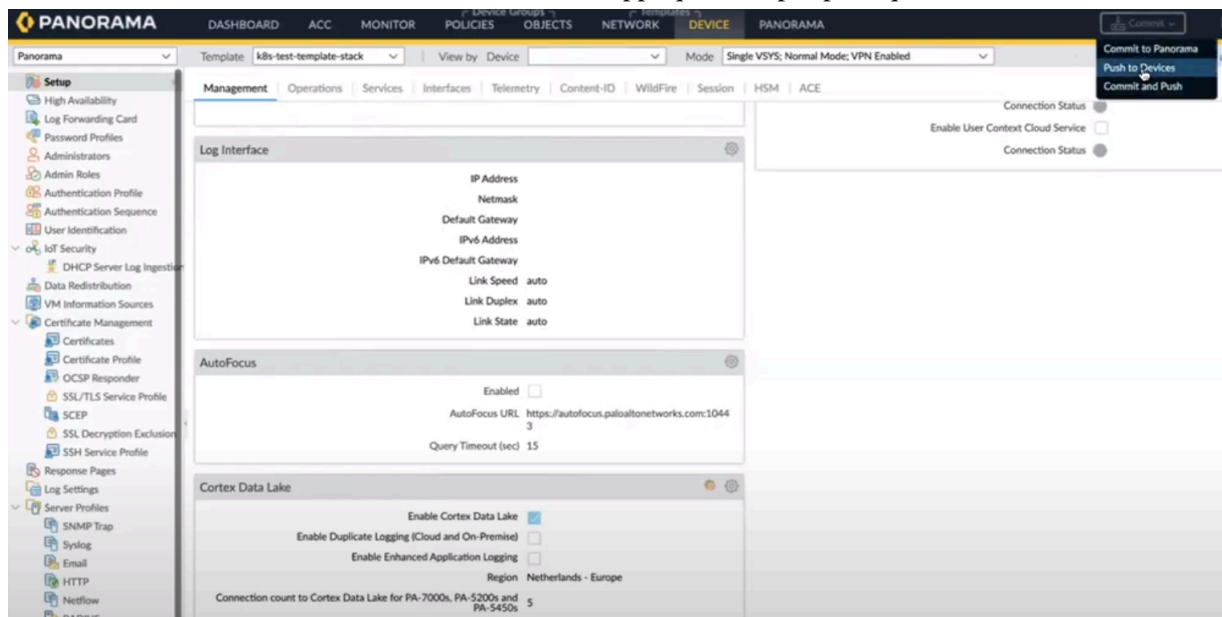 PANORAMA
DASHBOARD ACC MONITOR POLICIES OBJECTS NETWORK DEVICE PANORAMA
Device Groups
Templates
Commit
Panorama
Template k8s-test-template-stack View by Device Mode Single VSYS; Normal Mode; VPN Enabled
Commit to Panorama
Push to Devices
Commit and Push
Setup
High Availability
Log Forwarding Card
Password Profiles
Administrators
Admin Roles
Authentication Profile
Authentication Sequence
User Identification
IoT Security
DHCP Server Log Ingestion
Data Redistribution
VM Information Sources
Certificate Management
Certificates
Certificate Profile
OCSP Responder
SSL/TLS Service Profile
SCEP
SSL Decryption Exclusion
SSH Service Profile
Response Pages
Log Settings
Server Profiles
SNMP Trap
Syslog
Email
HTTP
Netflow
Management Operations Services Interfaces Telemetry Content-ID WildFire Session HSM ACE
Connection Status
Enable User Context Cloud Service
Connection Status
Log Interface
IP Address
Netmask
Default Gateway
IPv6 Address
IPv6 Default Gateway
Link Speed auto
Link Duplex auto
Link State auto
AutoFocus
Enabled
AutoFocus URL https://autofocus.paloaltonetworks.com:1044
3
Query Timeout (sec) 15
Cortex Data Lake
Enable Cortex Data Lake
Enable Duplicate Logging (Cloud and On-Premise)
Enable Enhanced Application Logging
Region Netherlands - Europe
Connection count to Cortex Data Lake for PA-7000s, PA-5200s and
PA-5450s 5